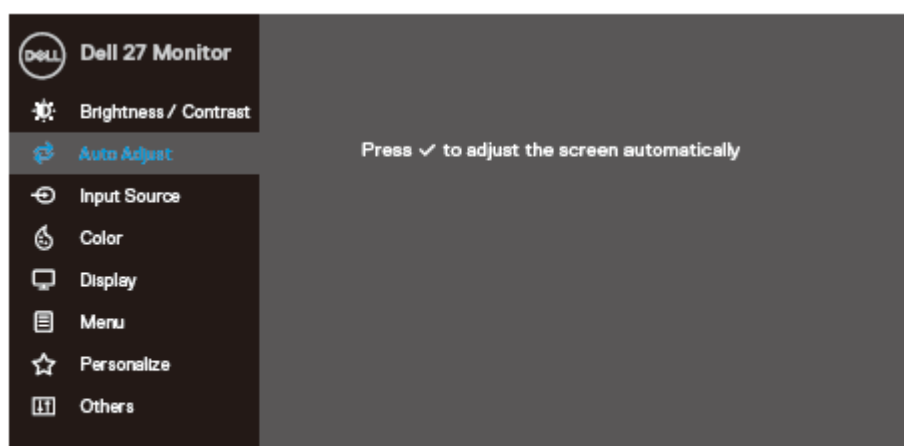 DELL
Dell 27 Monitor
Brightness / Contrast
Auto Adjust
Press ✓ to adjust the screen automatically
Input Source
Color
Display
Menu
Personalize
Others